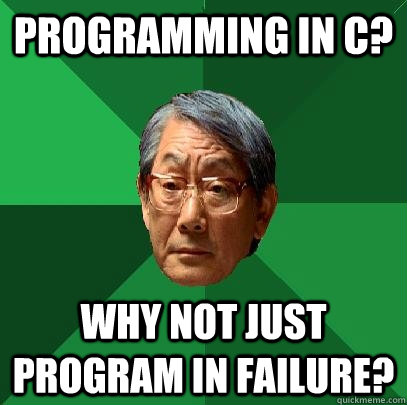 PROGRAMMING IN C?
WHY NOT JUST
PROGRAM IN FAILURE?
quickmeme.com